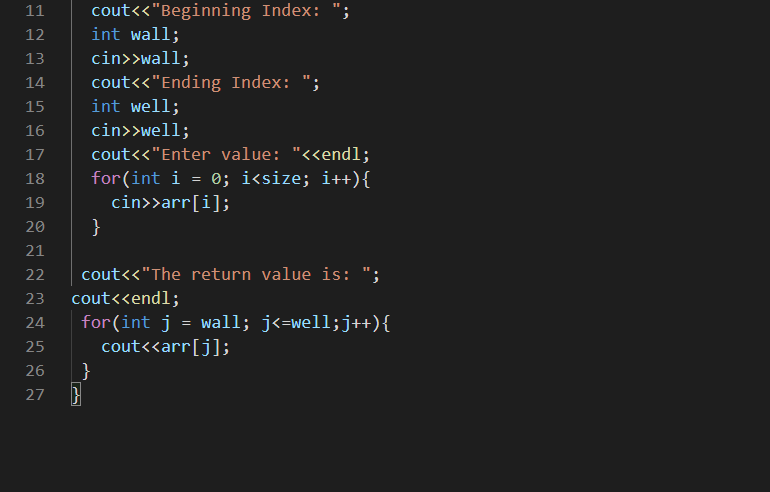 11 cout<<"Beginning Index: ";
12 int wall;
13 cin>>wall;
14 cout<<"Ending Index: ";
15 int well;
16 cin>>well;
17 cout<<"Enter value: "<<endl;
18 for(int i = 0; i<size; i++){
19 cin>>arr[i];
20 }
21
22 cout<<"The return value is: ";
23 cout<<endl;
24 for(int j = wall; j<=well;j++){
25 cout<<arr[j];
26 }
27 }